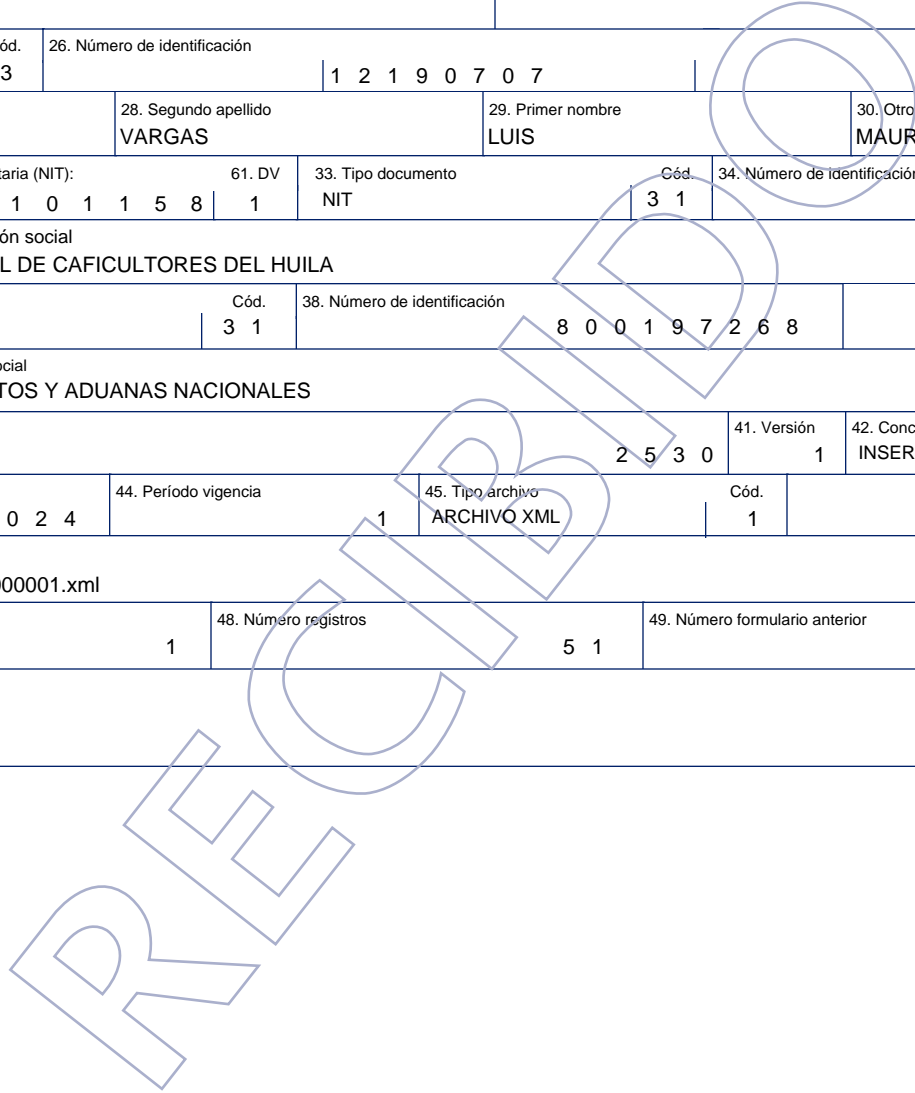 ód. 26. Número de identificación
3 1 2 1 9 0 7 0 7
28. Segundo apellido 29. Primer nombre 30. Otro
VARGAS LUIS MAUR
taria (NIT): 61. DV 33. Tipo documento Cód. 34. Número de identificación
1 0 1 1 5 8 1 NIT 3 1
ón social
L DE CAFICULTORES DEL HUILA
Cód. 38. Número de identificación
3 1 8 0 0 1 9 7 2 6 8
ocial
TOS Y ADUANAS NACIONALES
41. Versión 42. Conc
2 5 3 0 1 INSER
44. Período vigencia 45. Tipo archivo Cód.
0 2 4 1 ARCHIVO XML 1
000001.xml
48. Número registros 49. Número formulario anterior
1 5 1
RECIBIDO